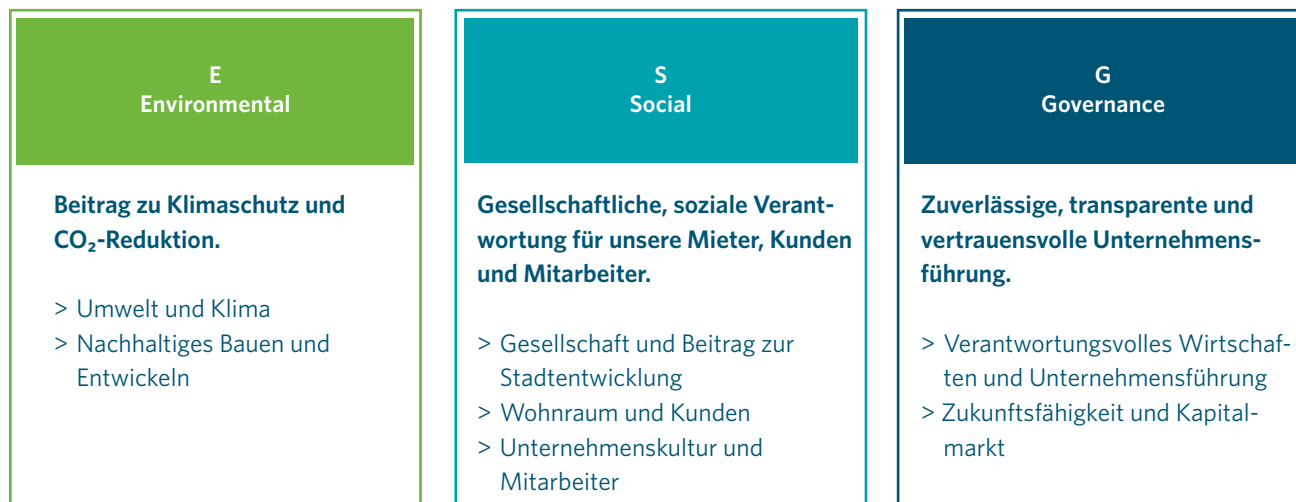 E
Environmental
Beitrag zu Klimaschutz und
CO₂-Reduktion.
> Umwelt und Klima
> Nachhaltiges Bauen und
Entwickeln
S
Social
Gesellschaftliche, soziale Verant-
wortung für unsere Mieter, Kunden
und Mitarbeiter.
> Gesellschaft und Beitrag zur
Stadtentwicklung
> Wohnraum und Kunden
> Unternehmenskultur und
Mitarbeiter
G
Governance
Zuverlässige, transparente und
vertrauensvolle Unternehmens-
führung.
> Verantwortungsvolles Wirtschaf-
ten und Unternehmensführung
> Zukunftsfähigkeit und Kapital-
markt